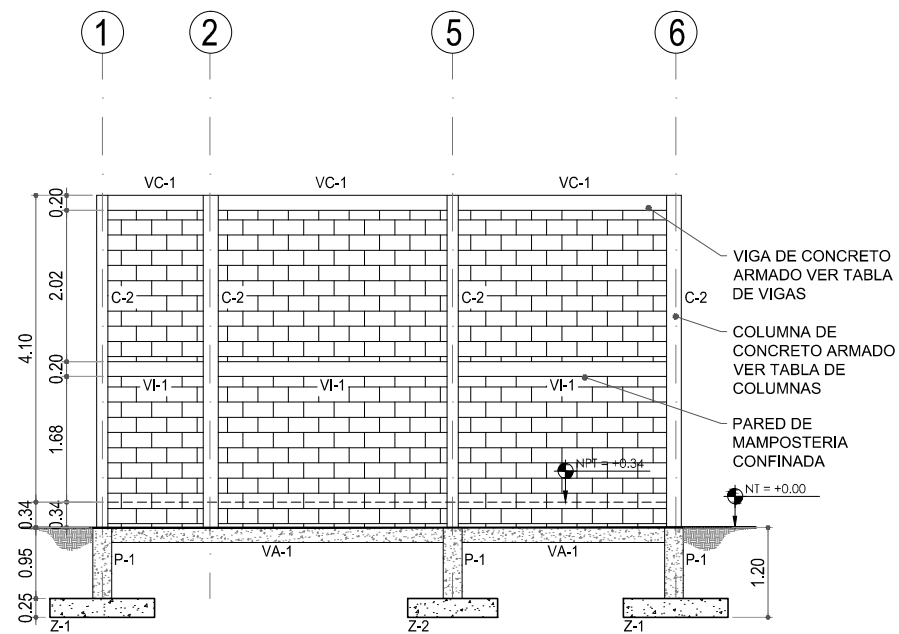 1 2 5 6
VC-1 VC-1 VC-1
0.20
2.02
4.10
0.20
1.68
0.34
0.34
0.95
0.25
C-2 C-2 C-2 C-2
VI-1 VI-1 VI-1
VIGA DE CONCRETO
ARMADO VER TABLA
DE VIGAS
COLUMNA DE
CONCRETO ARMADO
VER TABLA DE
COLUMNAS
PARED DE
MAMPOSTERIA
CONFINADA
NPT = +0.34
NT = +0.00
P-1 VA-1 P-1 VA-1 P-1
1.20
Z-1 Z-2 Z-1